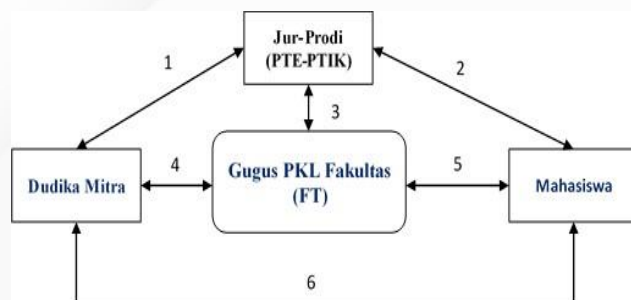 Jur-Prodi
(PTE-PTIK)
1
2
3
Dudika Mitra
4
Gugus PKL Fakultas
(FT)
5
Mahasiswa
6